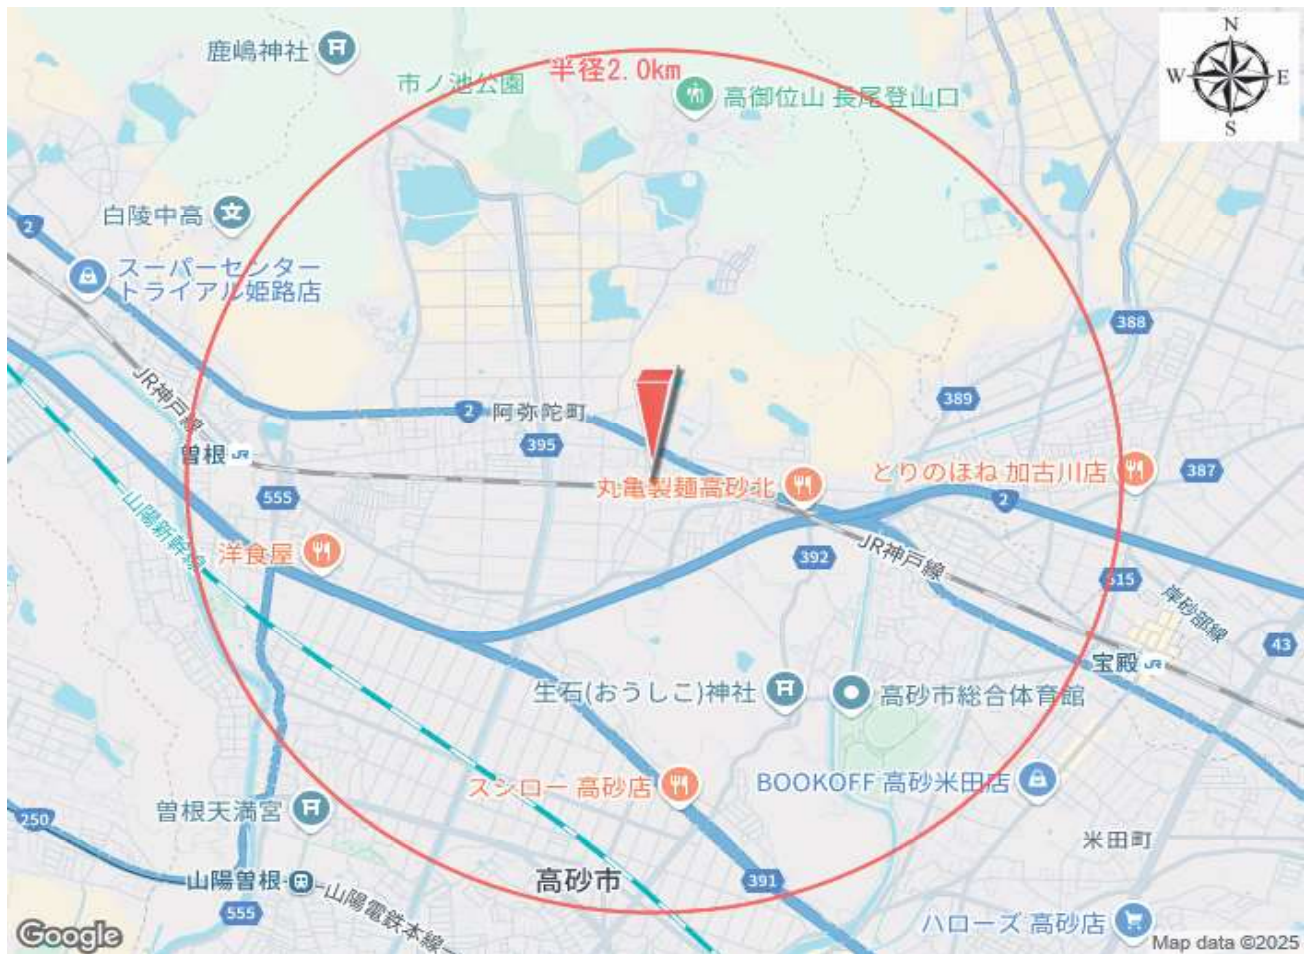 N
W
E
S
鹿嶋神社
市ノ池公園
半径2.0km
高御位山 長尾登山口
白陵中高
2
スーパーセンター
トライアル姫路店
388
JR神戸線
2
阿弥陀町
389
曽根 JR
395
丸亀製麺高砂北
とりのほね 加古川店
387
555
2
山陽新幹線
洋食屋
392
JR神戸線
515
岸砂部線
43
宝殿 JR
生石(おうしこ)神社
高砂市総合体育館
スシロー 高砂店
BOOKOFF 高砂米田店
曽根天満宮
250
米田町
山陽曽根
高砂市
391
555
山陽電鉄本線
ハローズ 高砂店
Google
Map data ©2025